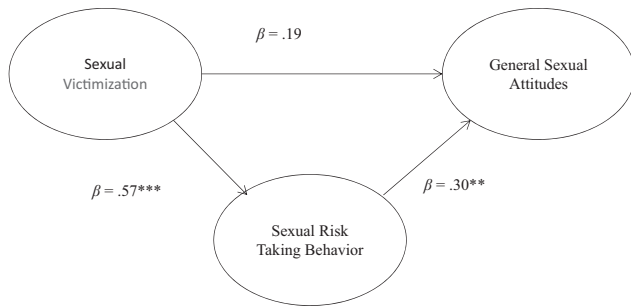 β = .19
Sexual
Victimization
General Sexual
Attitudes
β = .57***
β = .30**
Sexual Risk
Taking Behavior